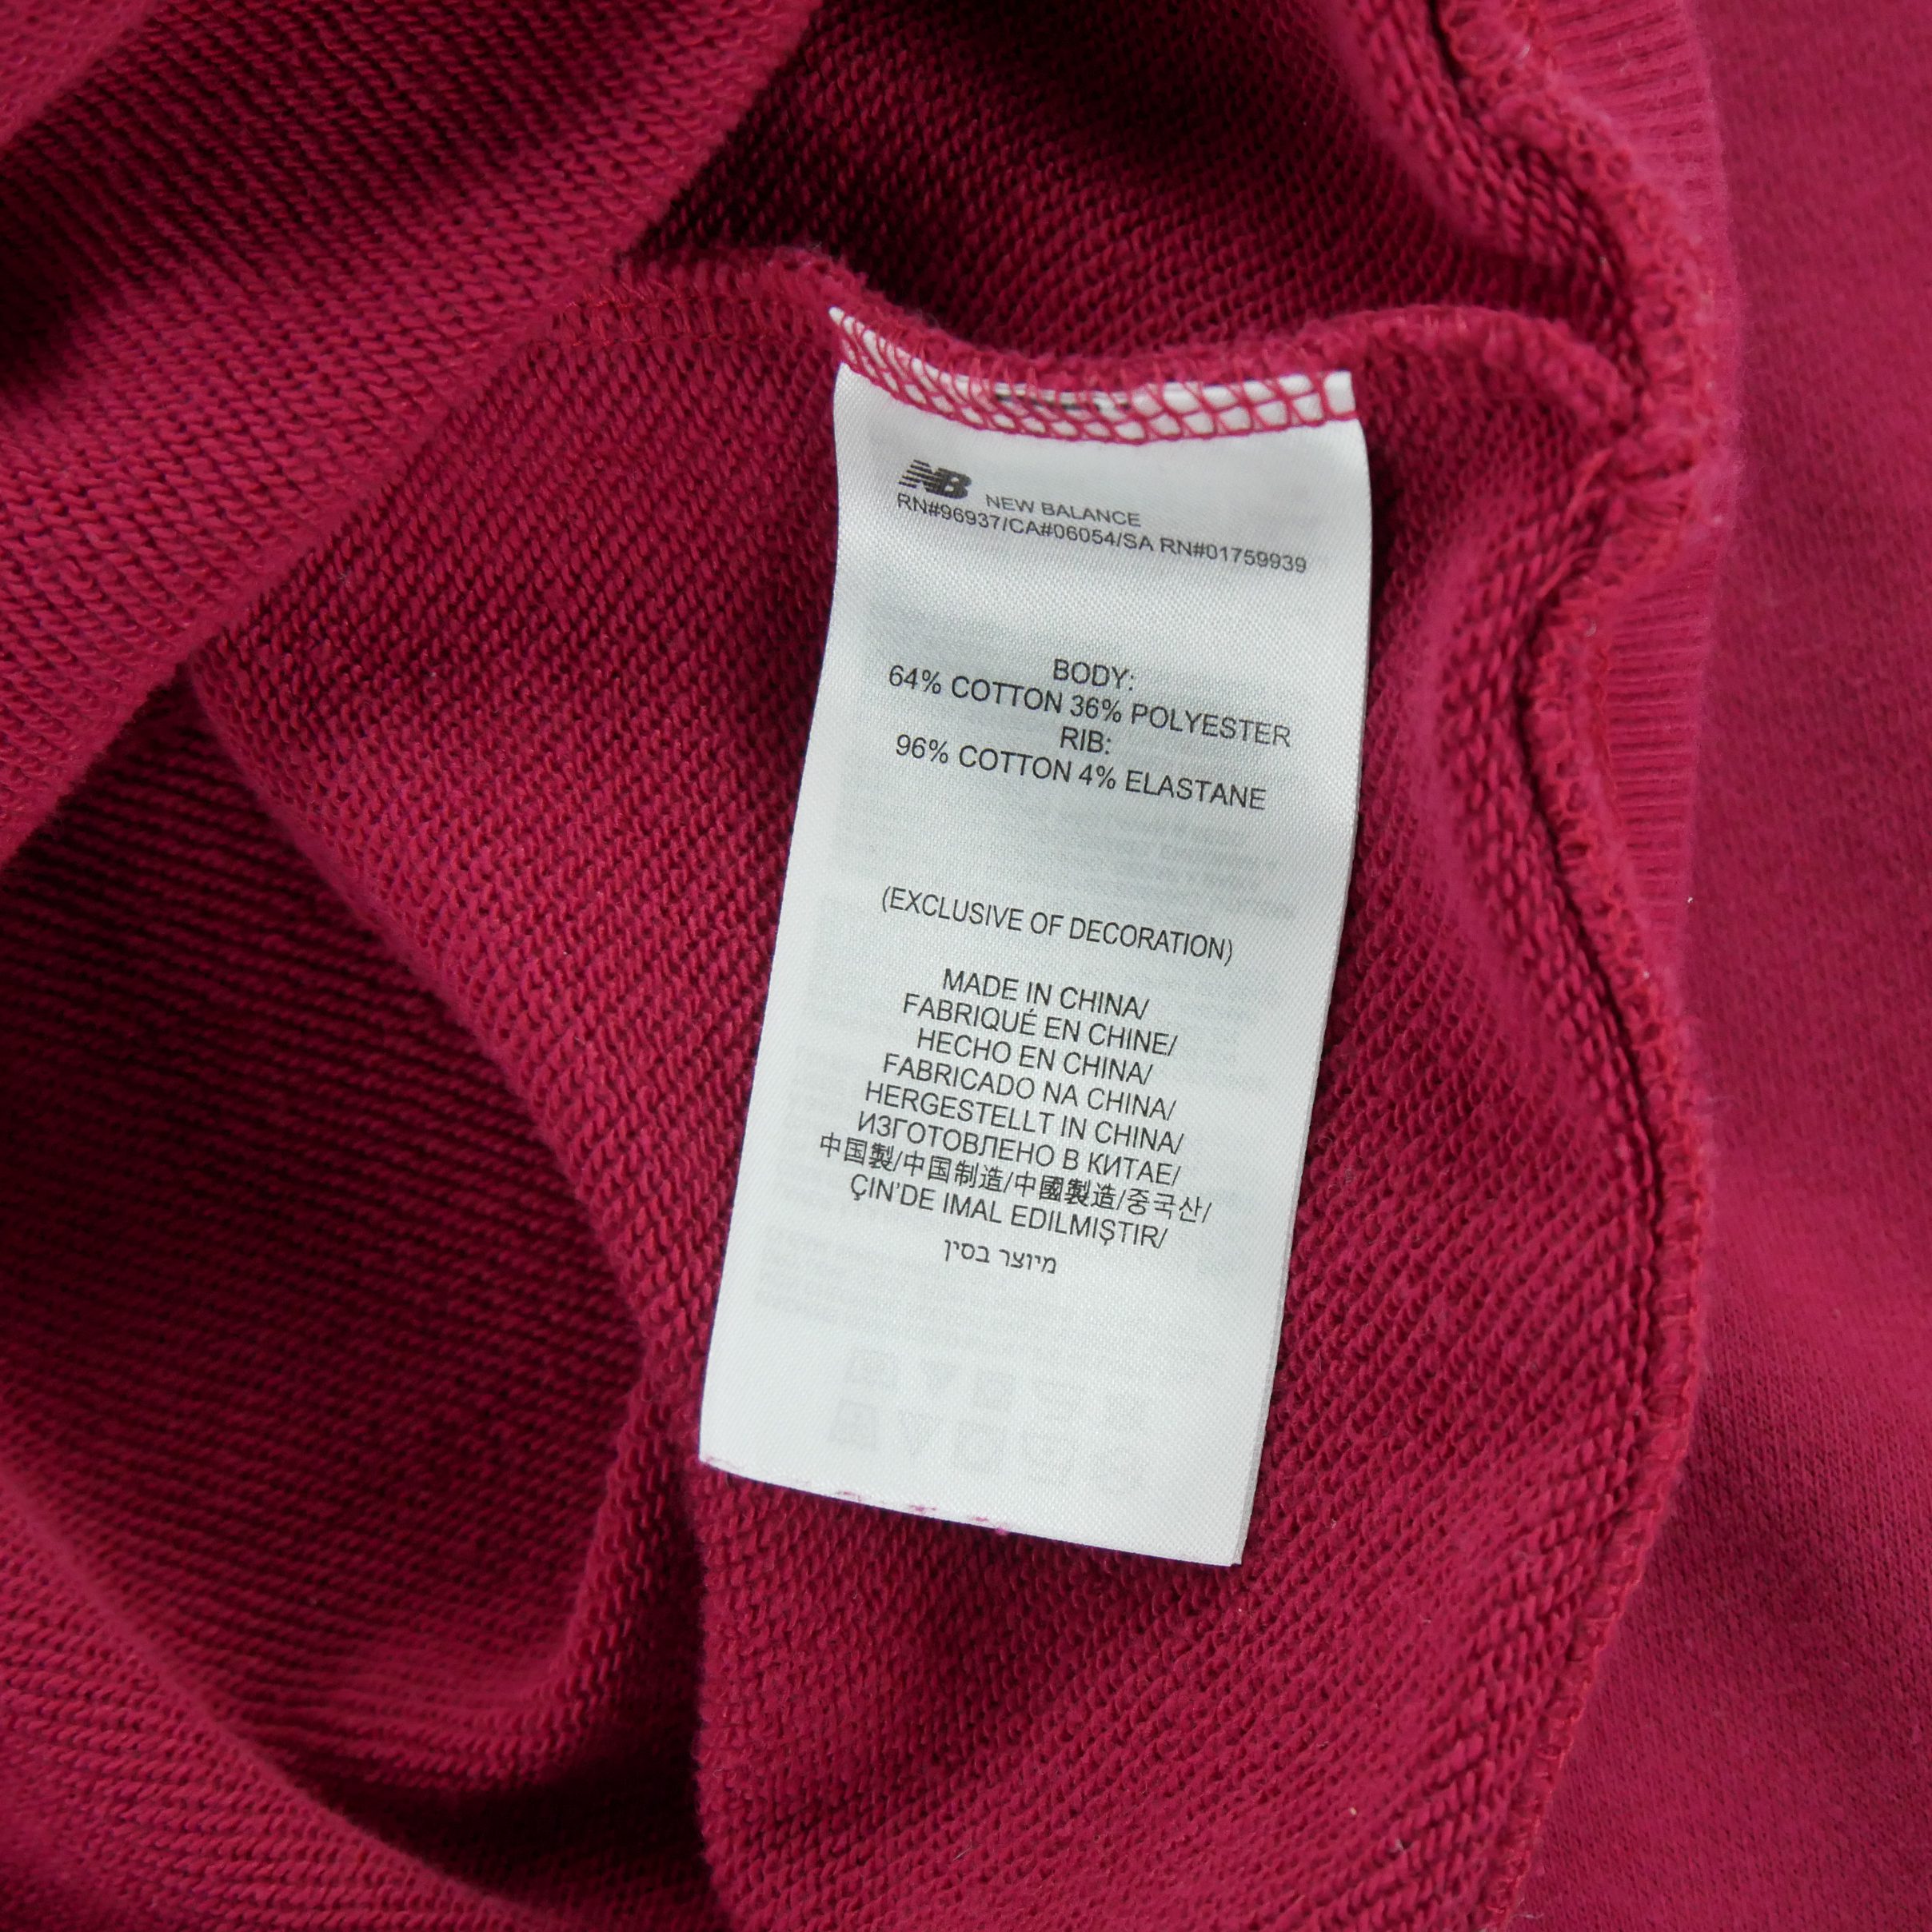 NB NEW BALANCE
RN#96937/CA#06054/SA RN#01759939
BODY:
64% COTTON 36% POLYESTER
RIB:
96% COTTON 4% ELASTANE
(EXCLUSIVE OF DECORATION)
MADE IN CHINA/
FABRIQUÉ EN CHINE/
HECHO EN CHINA/
FABRICADO NA CHINA/
HERGESTELLT IN CHINA/
ИЗГОТОВЛЕНО В КИТАЕ/
中国製/中国制造/中國製造/중국산/
ÇIN'DE IMAL EDILMIŞTIR/
מיוצר בסין